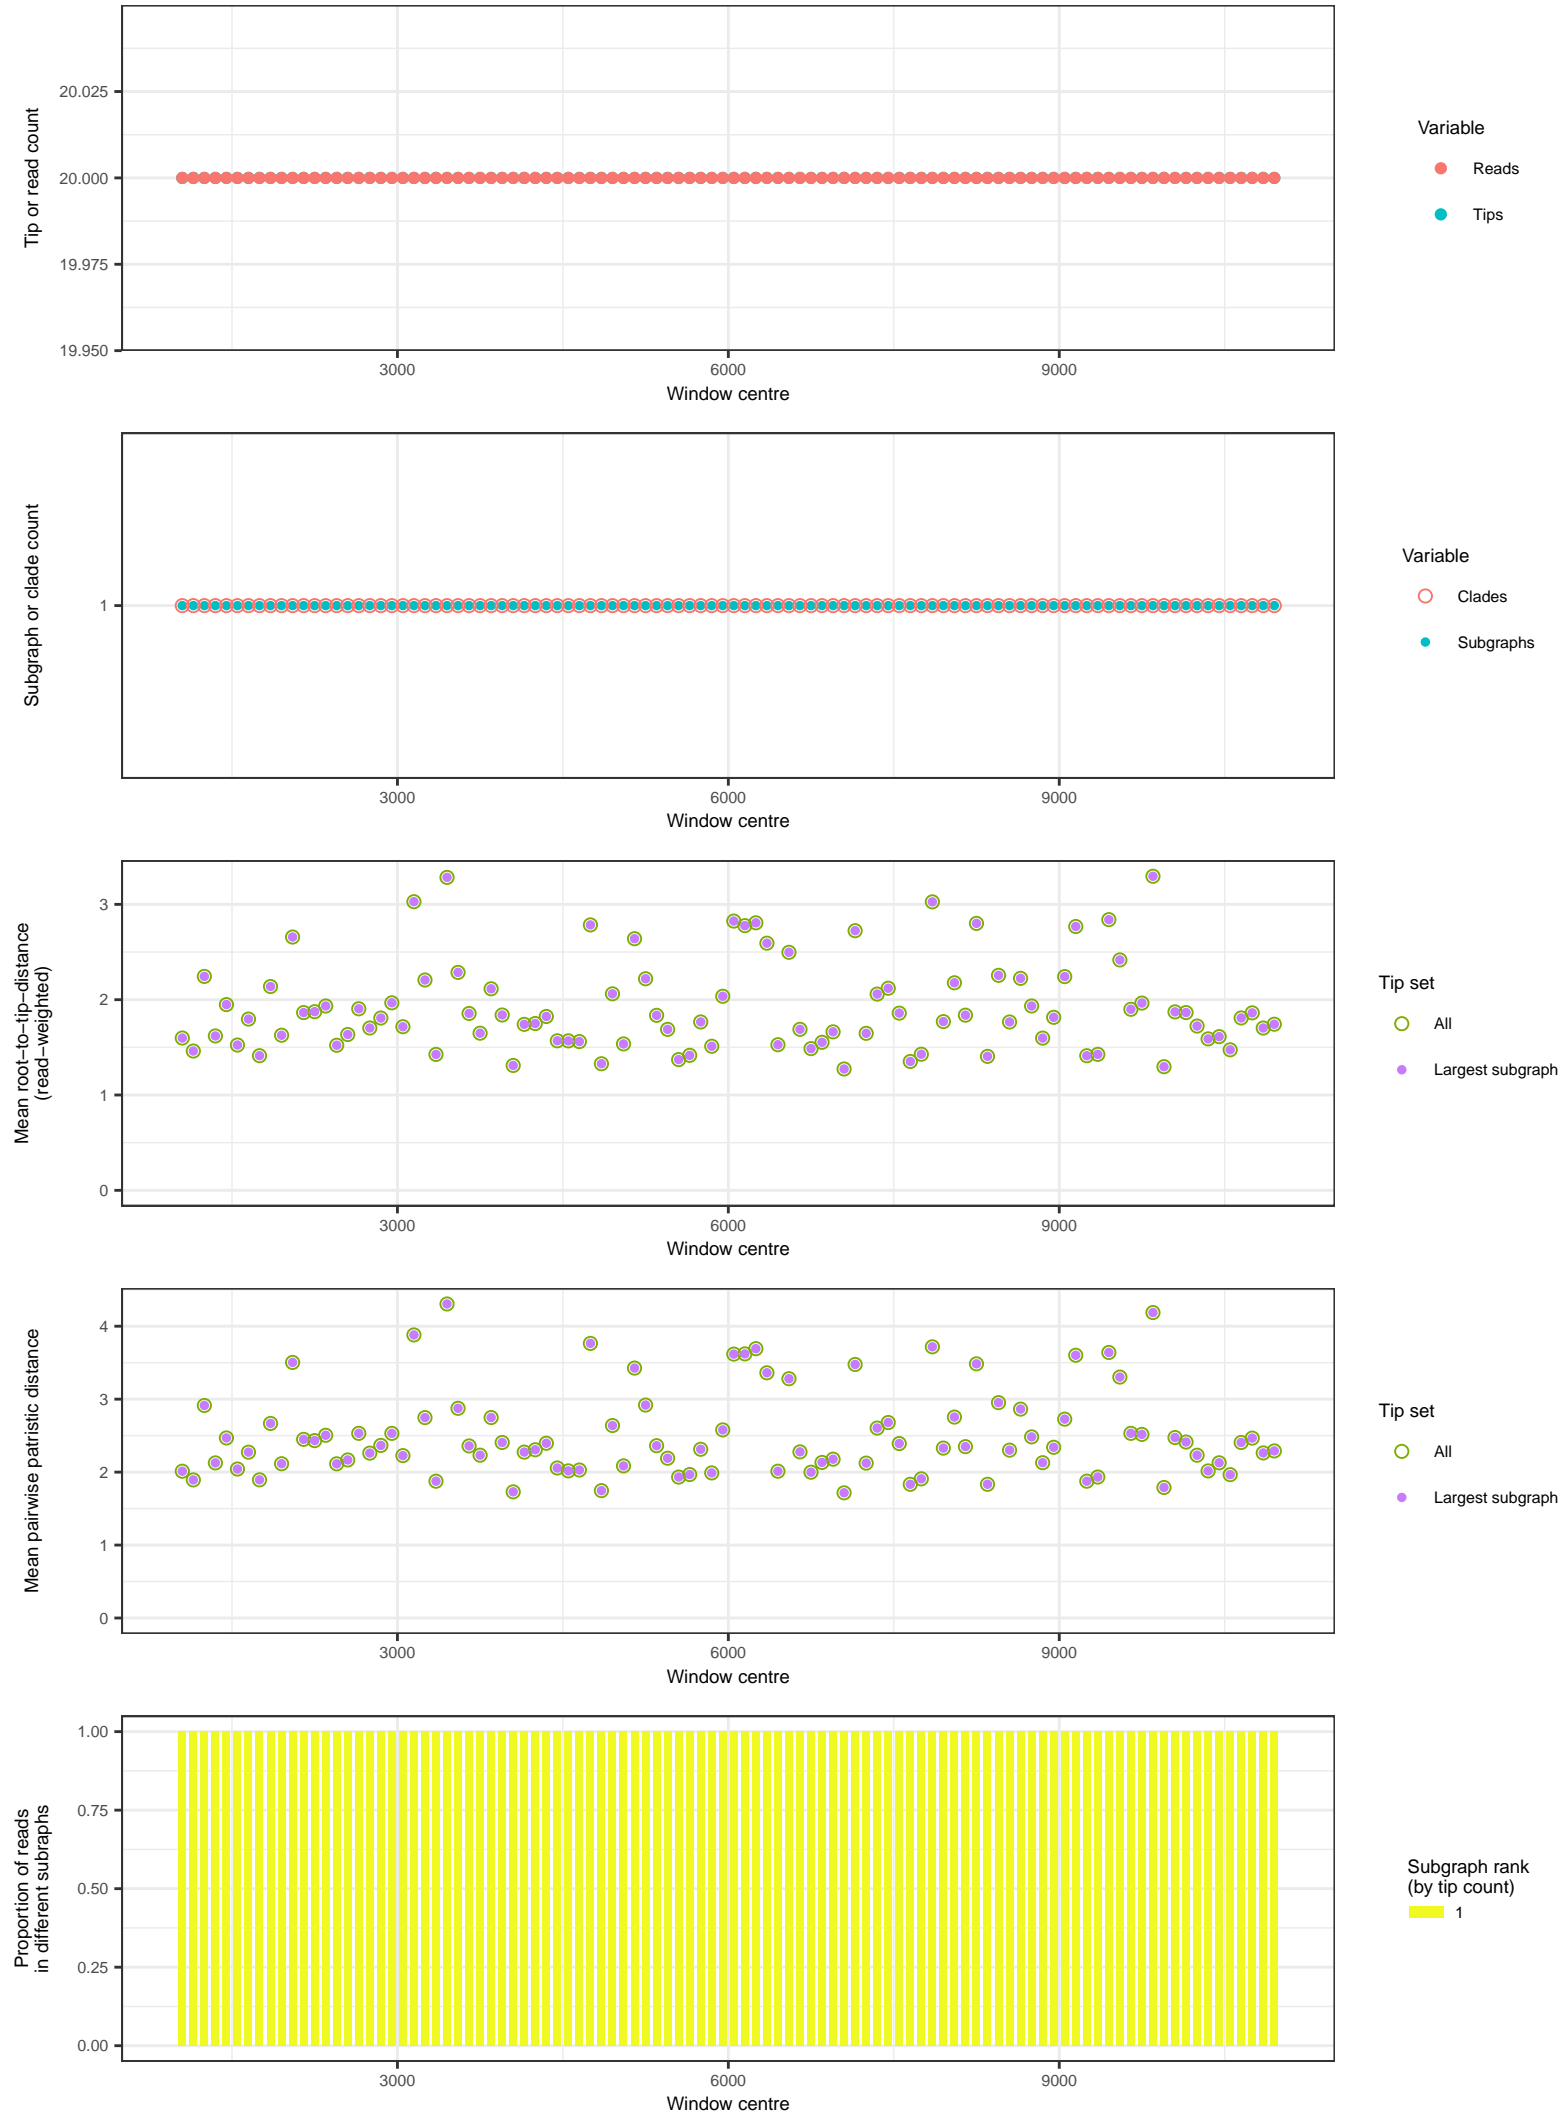 Tip or read count
20.025
20.000
19.975
19.950
3000
6000
9000
Window centre
Variable
Reads
Tips
Subgraph or clade count
1
3000
6000
9000
Window centre
Variable
Clades
Subgraphs
Mean root−to−tip−distance
(read−weighted)
3
2
1
0
3000
6000
9000
Window centre
Tip set
All
Largest subgraph
Mean pairwise patristic distance
4
3
2
1
0
3000
6000
9000
Window centre
Tip set
All
Largest subgraph
Proportion of reads
in different subraphs
1.00
0.75
0.50
0.25
0.00
3000
6000
9000
Window centre
Subgraph rank
(by tip count)
1